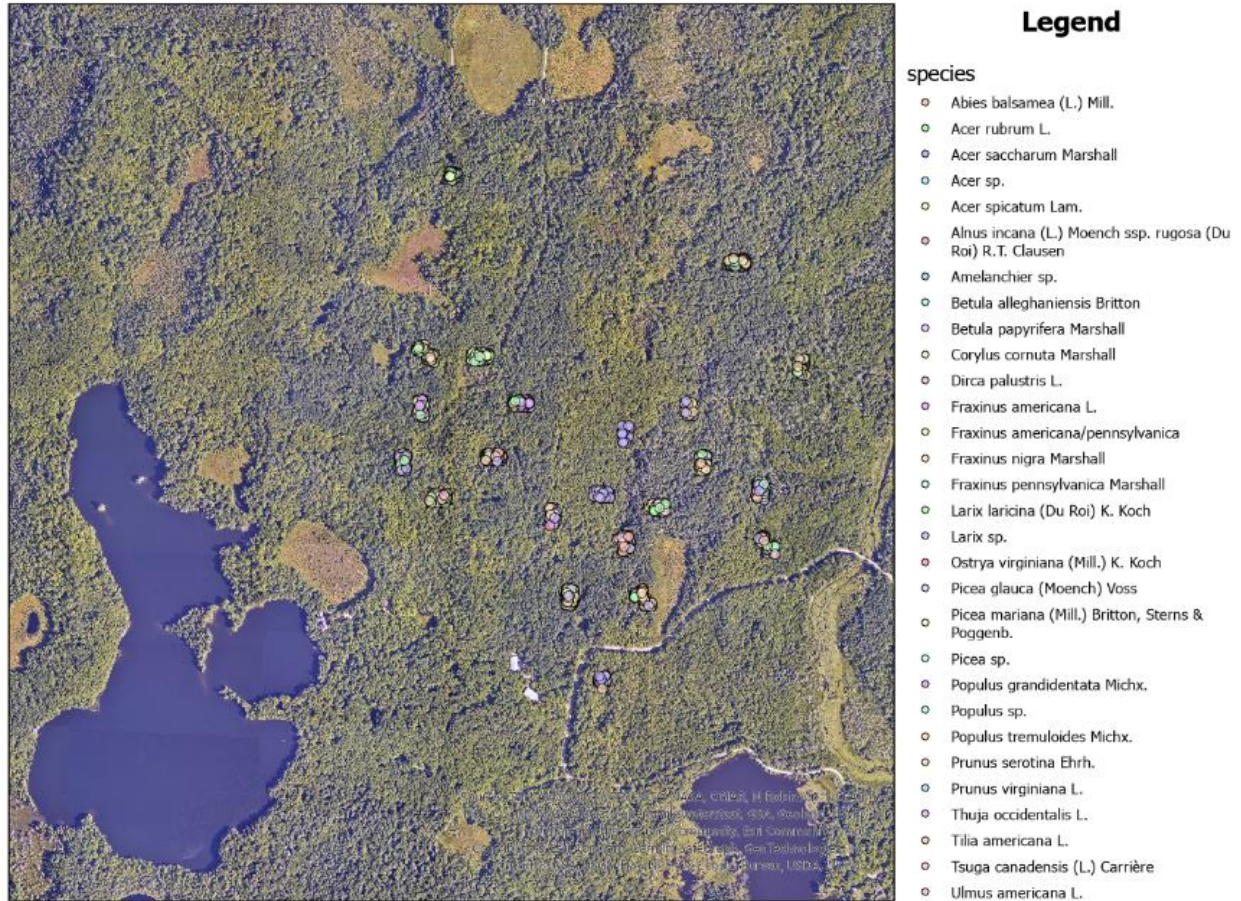 Legend
species
Abies balsamea (L.) Mill.
Acer rubrum L.
Acer saccharum Marshall
Acer sp.
Acer spicatum Lam.
Alnus incana (L.) Moench ssp. rugosa (Du
Roi) R.T. Clausen
Amelanchier sp.
Betula alleghaniensis Britton
Betula papyrifera Marshall
Corylus cornuta Marshall
Dirca palustris L.
Fraxinus americana L.
Fraxinus americana/pennsylvanica
Fraxinus nigra Marshall
Fraxinus pennsylvanica Marshall
Larix laricina (Du Roi) K. Koch
Larix sp.
Ostrya virginiana (Mill.) K. Koch
Picea glauca (Moench) Voss
Picea mariana (Mill.) Britton, Sterns &
Poggenb.
Picea sp.
Populus grandidentata Michx.
Populus sp.
Populus tremuloides Michx.
Prunus serotina Ehrh.
Prunus virginiana L.
Thuja occidentalis L.
Tilia americana L.
Tsuga canadensis (L.) Carrière
Ulmus americana L.